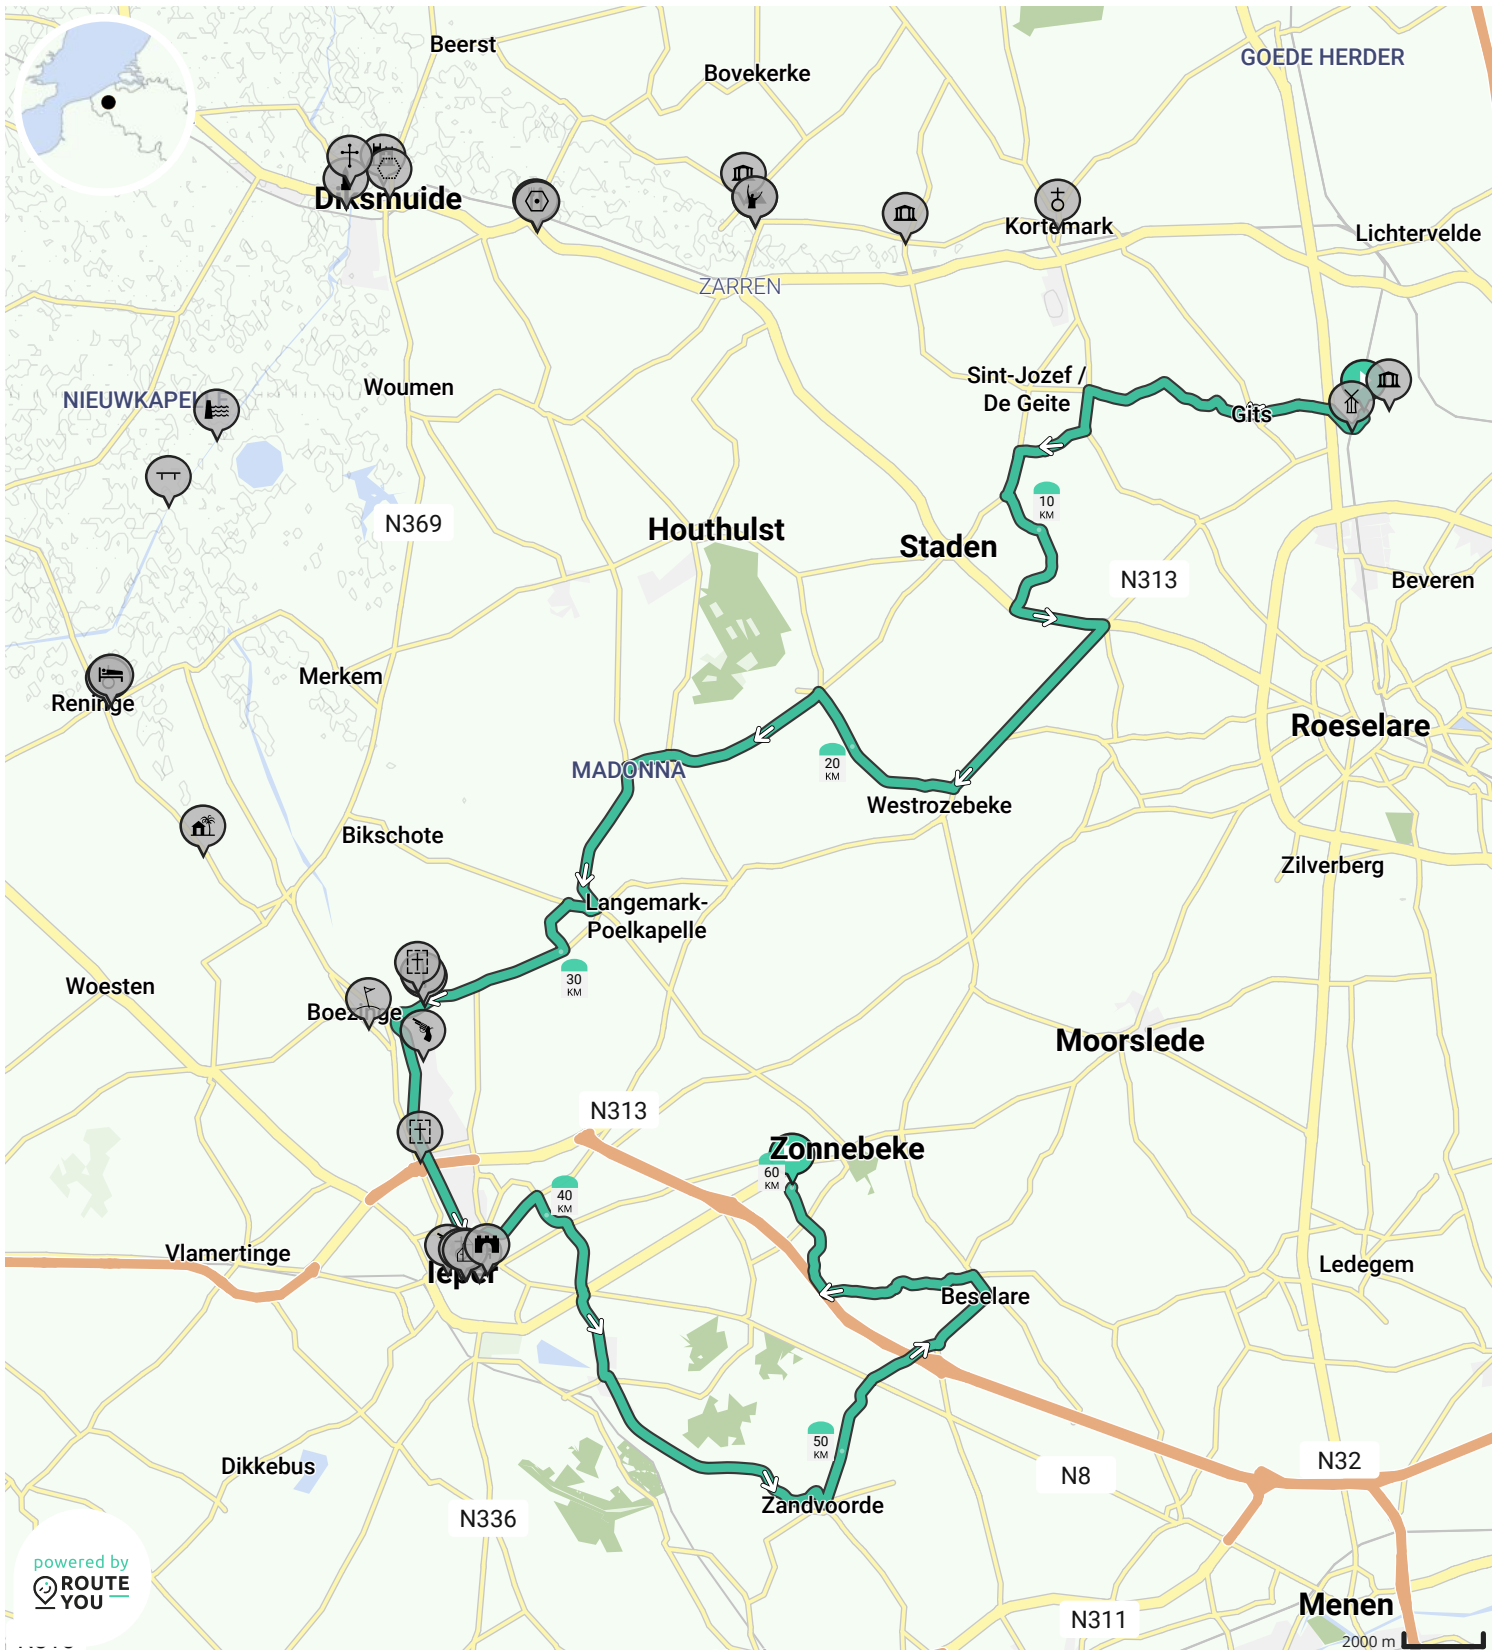 Beerst
GOEDE HERDER
Bovekerke
Diksmuide
Kortemark
Lichtervelde
ZARREN
Sint-Jozef /
De Geite
Woumen
NIEUWKAPELLE
Gits
10
KM
N369
Houthulst
Staden
N313
Beveren
Merkem
Reninge
Roeselare
MADONNA
20
KM
Westrozebeke
Bikschote
Zilverberg
Langemark-
Poelkapelle
30
KM
Woesten
Boezinge
Moorslede
N313
Zonnebeke
60
KM
40
KM
Vlamertinge
Ieper
Ledegem
Beselare
50
KM
Dikkebus
N8
N32
Zandvoorde
N336
powered by
ROUTE
YOU
Menen
N311
2000 m